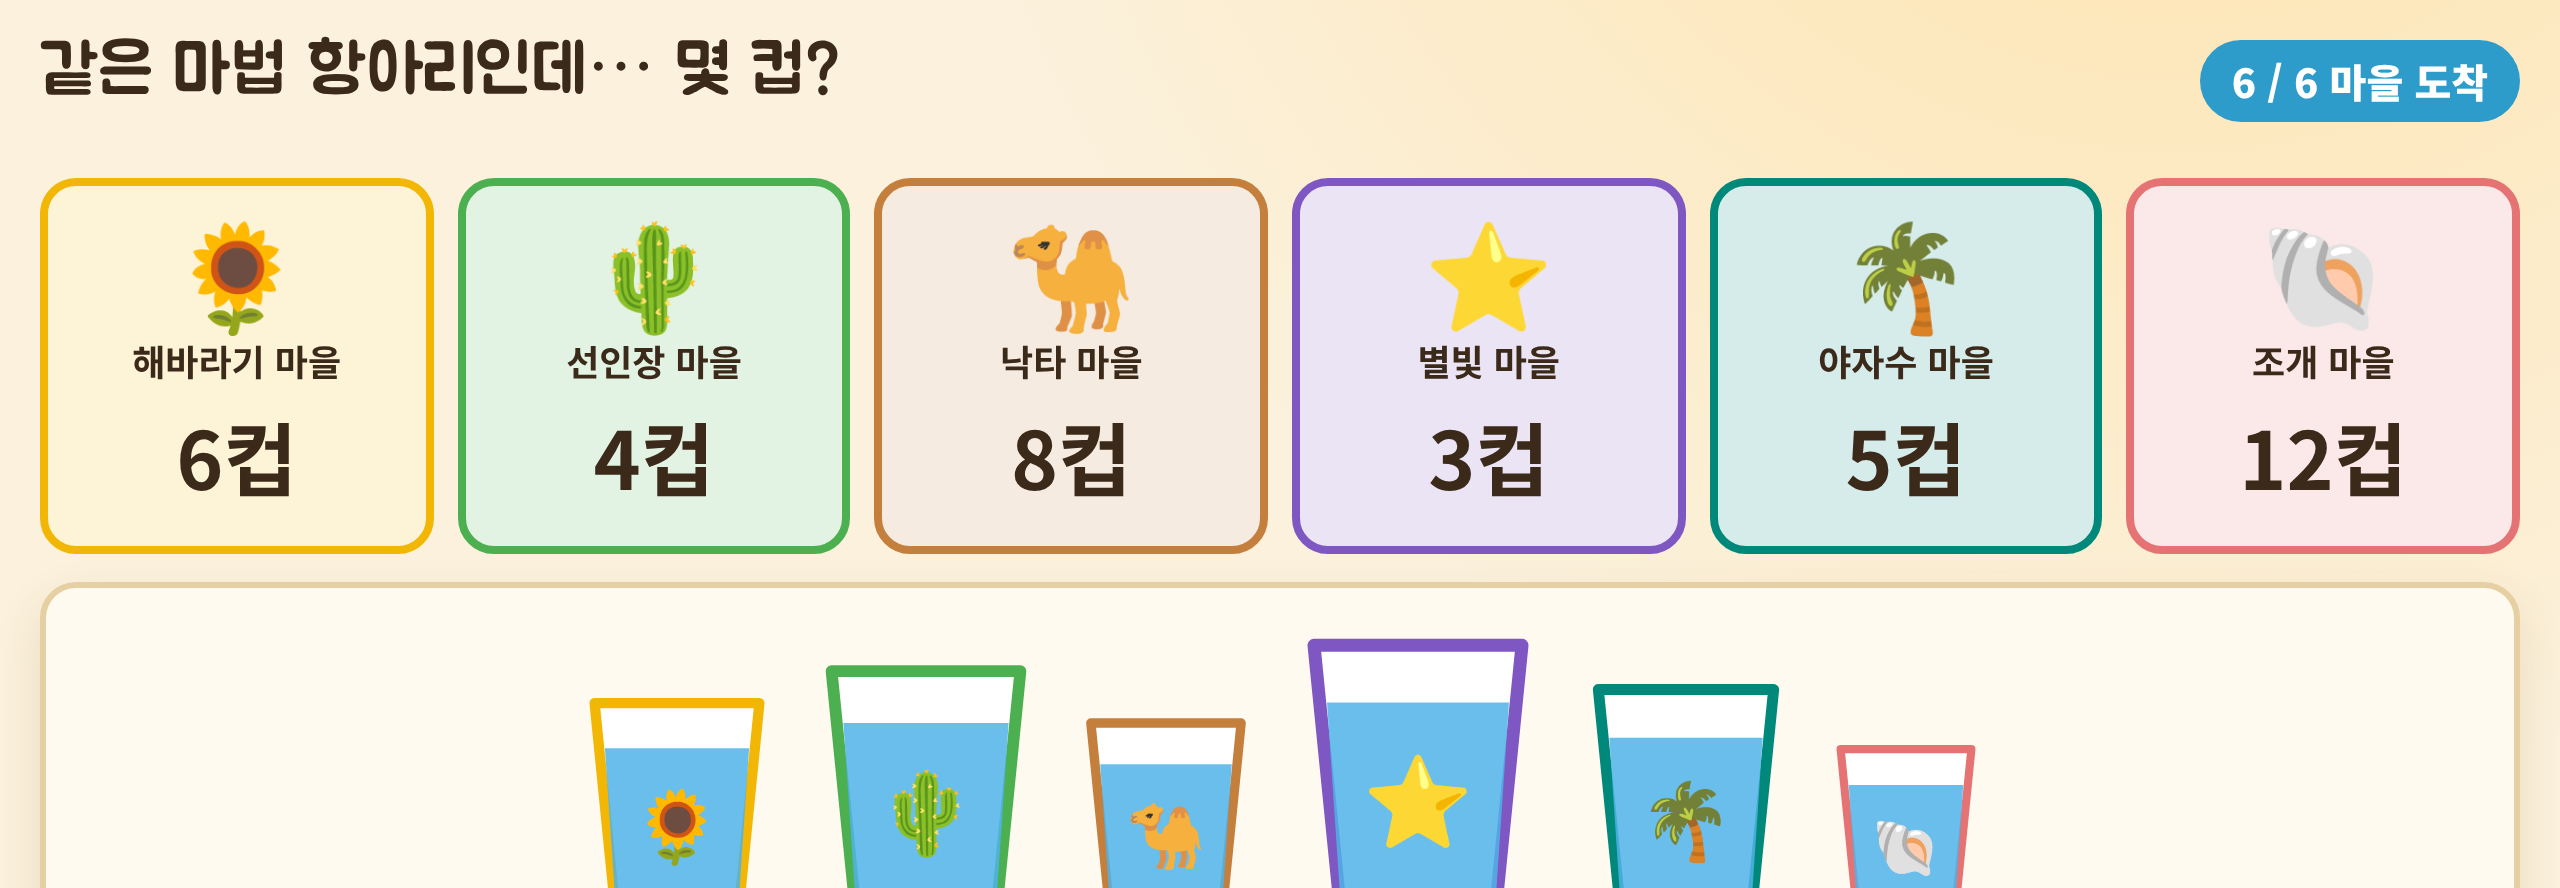 같은 마법 항아리인데… 몇 컵?
6 / 6 마을 도착
해바라기 마을
6컵
선인장 마을
4컵
낙타 마을
8컵
별빛 마을
3컵
야자수 마을
5컵
조개 마을
12컵